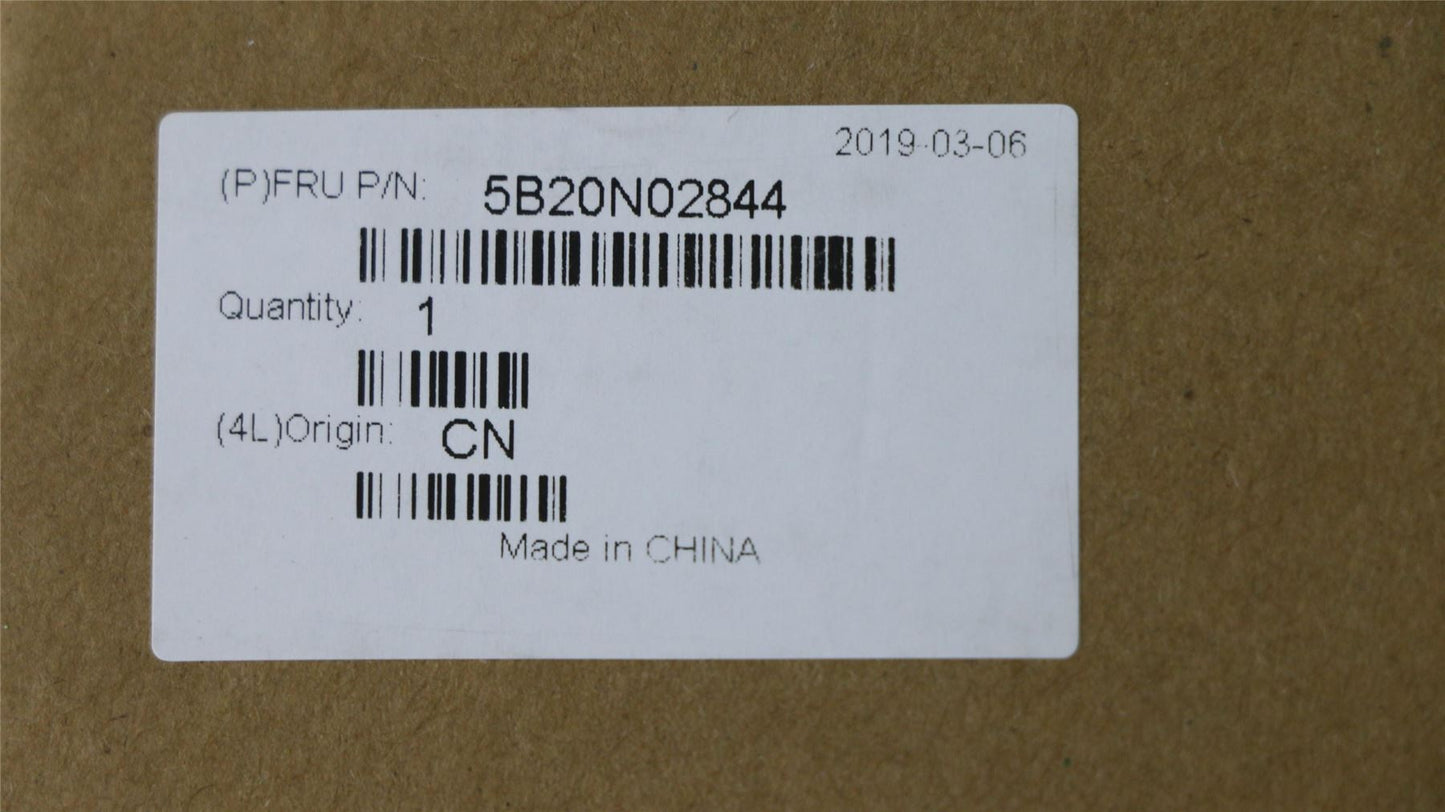 2019-03-06
(P)FRU P/N: 5B20N02844
Quantity: 1
(4L)Origin: CN
Made in CHINA